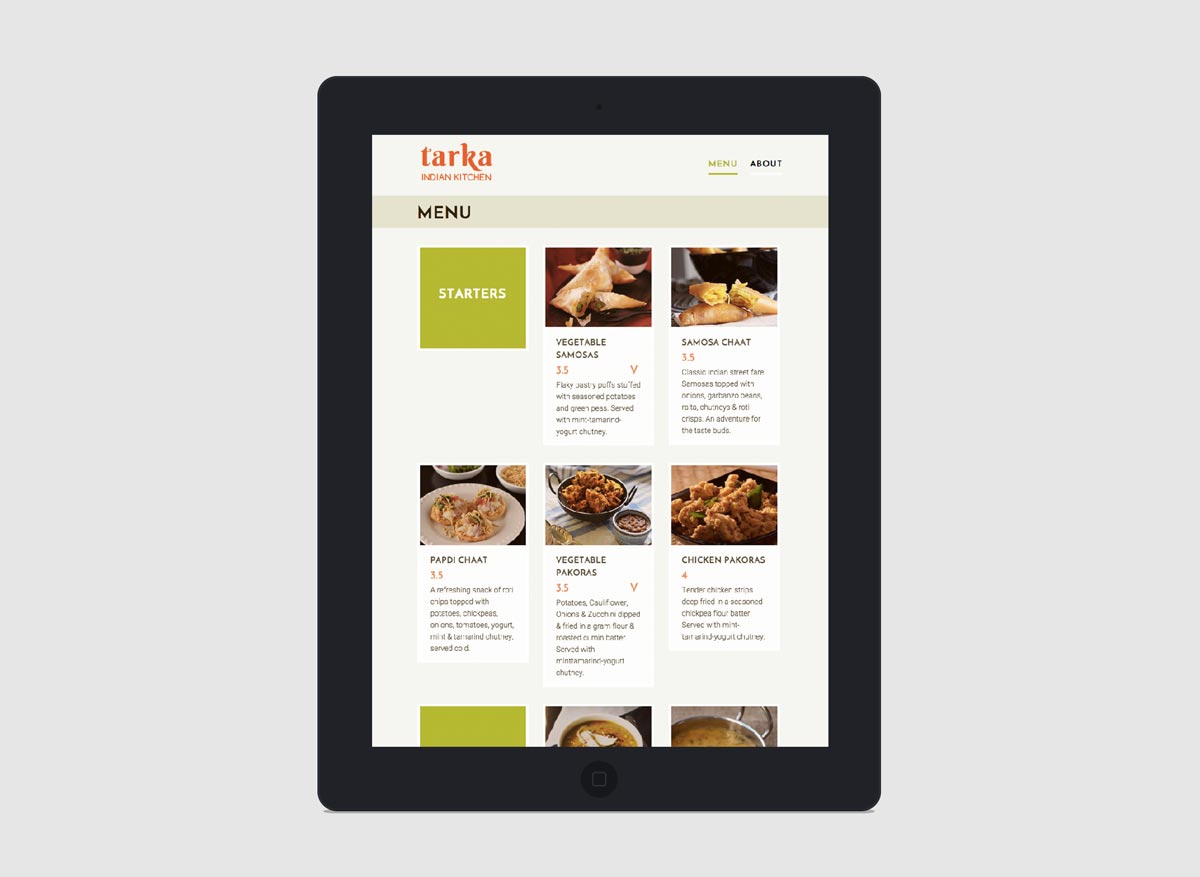 tarka
INDIAN KITCHEN
MENU
ABOUT
MENU
STARTERS
VEGETABLE
SAMOSAS
3.5 V
Flaky pastry puffs stuffed
with seasoned potatoes
and green peas. Served
with mint-tamarind-
yogurt chutney.
SAMOSA CHAAT
3.5
Classic Indian street fare.
Samosas topped with
onions, garbanzo beans,
raita, chutneys & roti
crisps. An adventure for
the taste buds.
PAPDI CHAAT
3.5
A refreshing snack of roti
chips topped with
potatoes, chickpeas,
onions, tomatoes, yogurt,
mint & tamarind chutney,
served cold.
VEGETABLE
PAKORAS
3.5 V
Potatoes, Cauliflower,
Onions & Zucchini dipped
& fried in a gram flour &
roasted cumin batter.
Served with
minttamarind-yogurt
chutney.
CHICKEN PAKORAS
4
Tender chicken strips
deep fried in a seasoned
chickpea flour batter.
Served with mint-
tamarind-yogurt chutney.